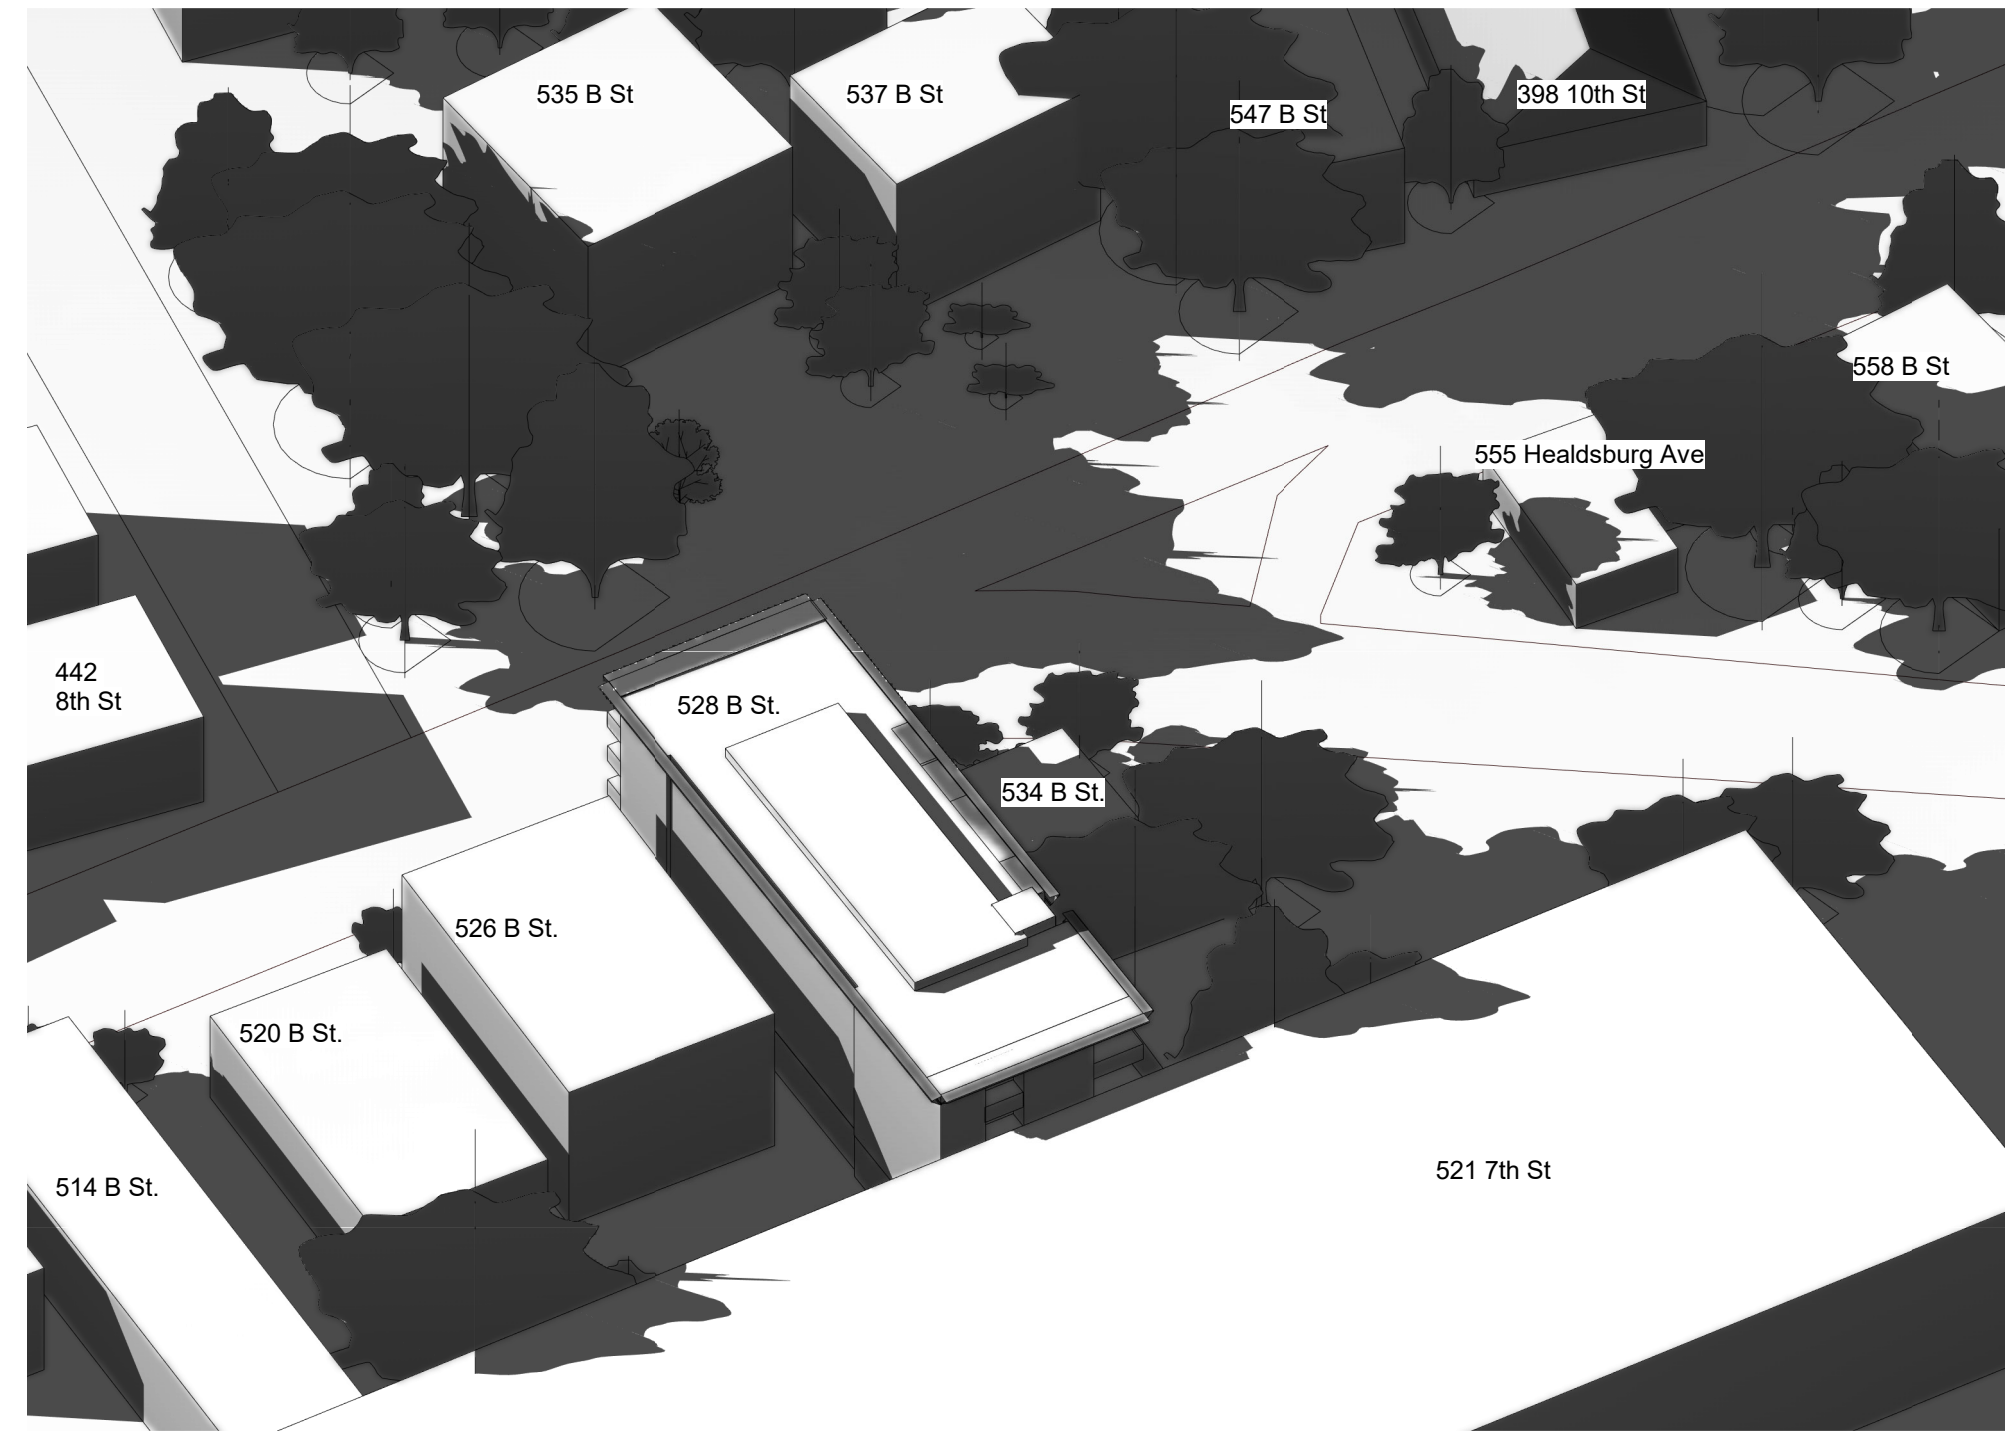 535 B St
537 B St
547 B St
398 10th St
558 B St
555 Healdsburg Ave
442
8th St
528 B St.
534 B St.
526 B St.
520 B St.
514 B St.
521 7th St